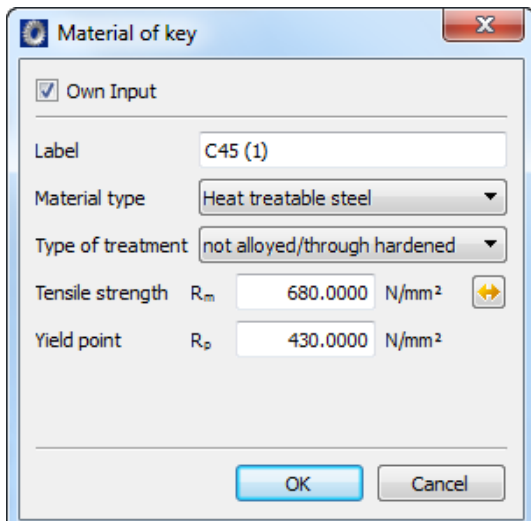 Material of key
Own Input
Label C45 (1)
Material type Heat treatable steel
Type of treatment not alloyed/through hardened
Tensile strength Rm 680.0000 N/mm²
Yield point Rp 430.0000 N/mm²
OK Cancel